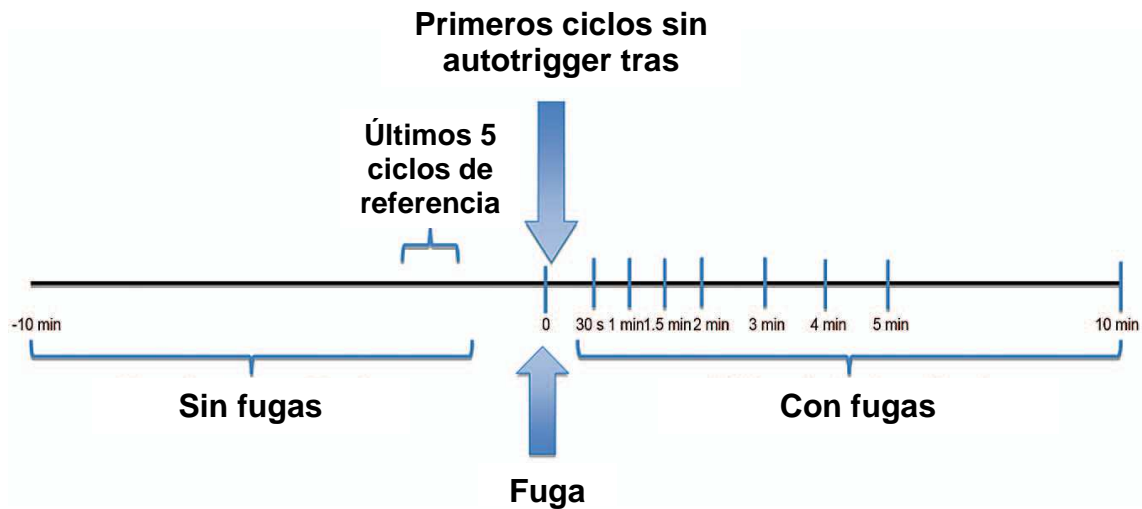 Primeros ciclos sin
autotrigger tras
Últimos 5
ciclos de
referencia
-10 min
0
30 s
1 min
1.5 min
2 min
3 min
4 min
5 min
10 min
Sin fugas
Con fugas
Fuga